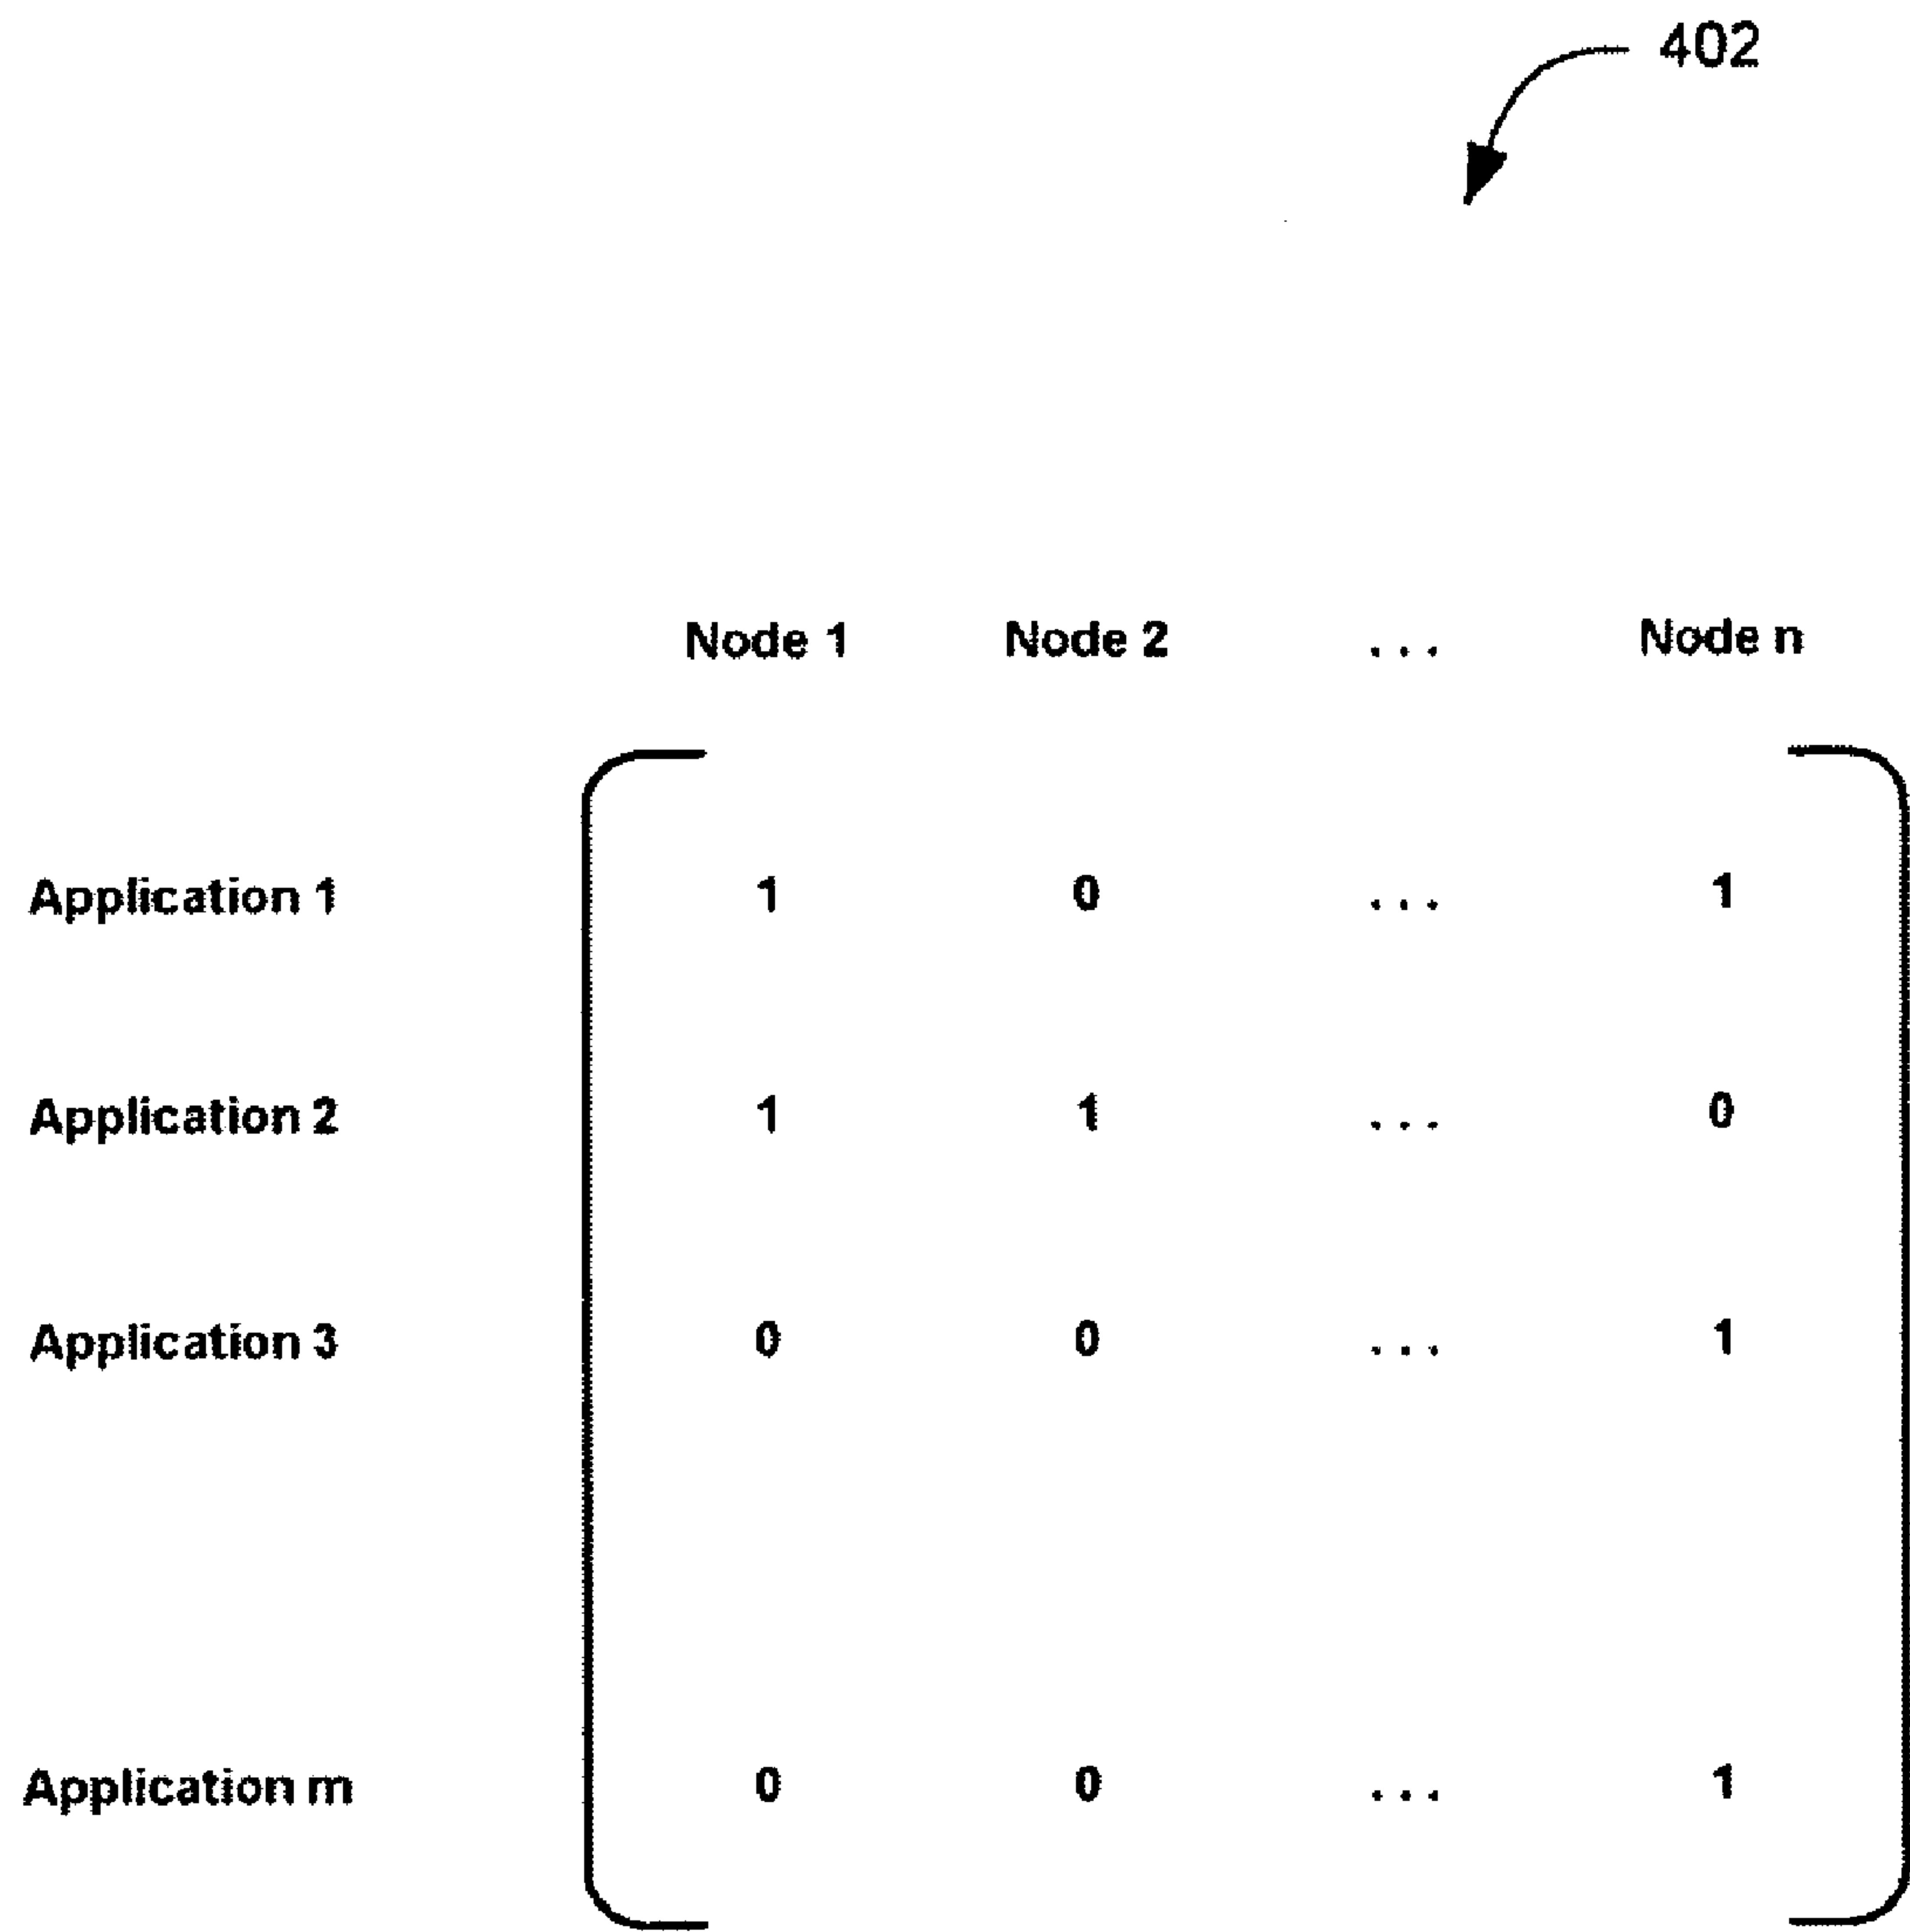 402
Node 1 Node 2 ... Node n
Application 1 1 0 ... 1
Application 2 1 1 ... 0
Application 3 0 0 ... 1
Application m 0 0 ... 1